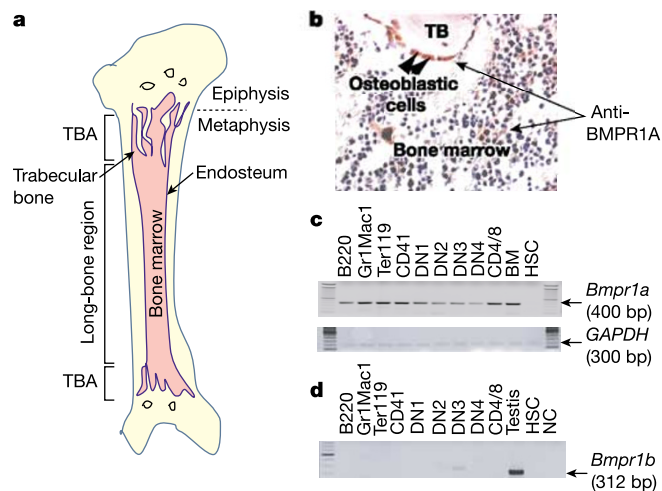 a
Epiphysis
Metaphysis
TBA
Trabecular
bone
Endosteum
Long-bone region
Bone marrow
TBA
b
TB
Osteoblastic
cells
Bone marrow
Anti-
BMPR1A
c
B220
Gr1Mac1
Ter119
CD41
DN1
DN2
DN3
DN4
CD4/8
BM
HSC
Bmpr1a
(400 bp)
GAPDH
(300 bp)
d
B220
Gr1Mac1
Ter119
CD41
DN1
DN2
DN3
DN4
CD4/8
Testis
HSC
NC
Bmpr1b
(312 bp)